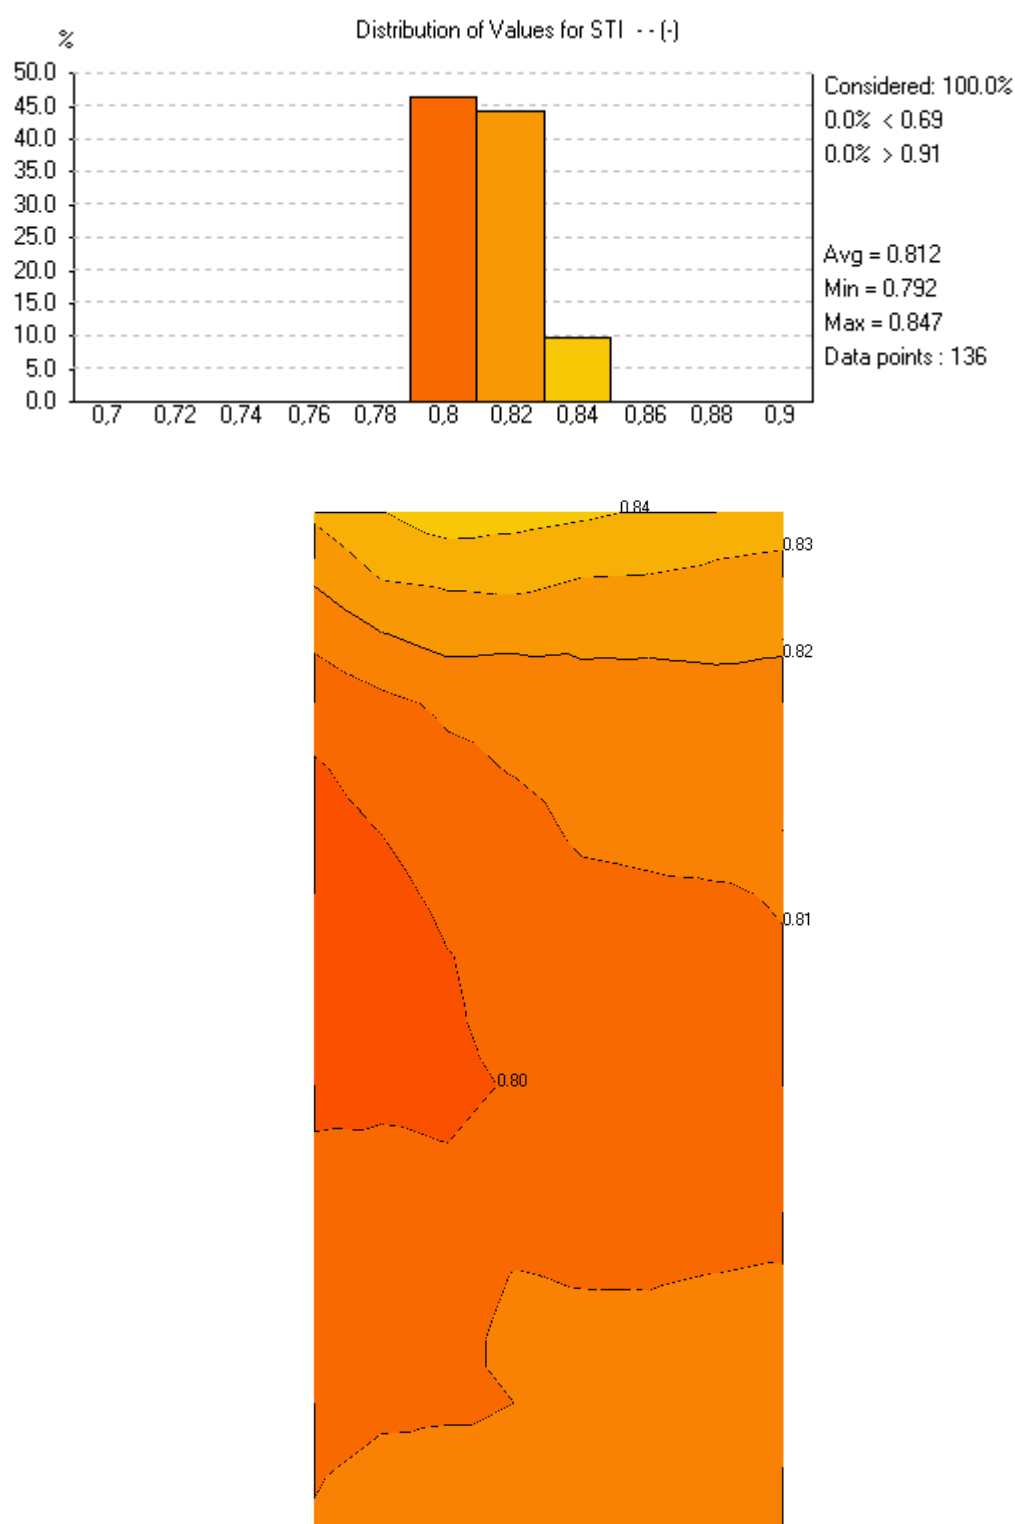 Distribution of Values for STI - - (-)
%
50.0
45.0
40.0
35.0
30.0
25.0
20.0
15.0
10.0
5.0
0.0
0,7 0,72 0,74 0,76 0,78 0,8 0,82 0,84 0,86 0,88 0,9
Considered: 100.0%
0.0% < 0.69
0.0% > 0.91
Avg = 0.812
Min = 0.792
Max = 0.847
Data points : 136
0.84
0.83
0.82
0.81
0.80